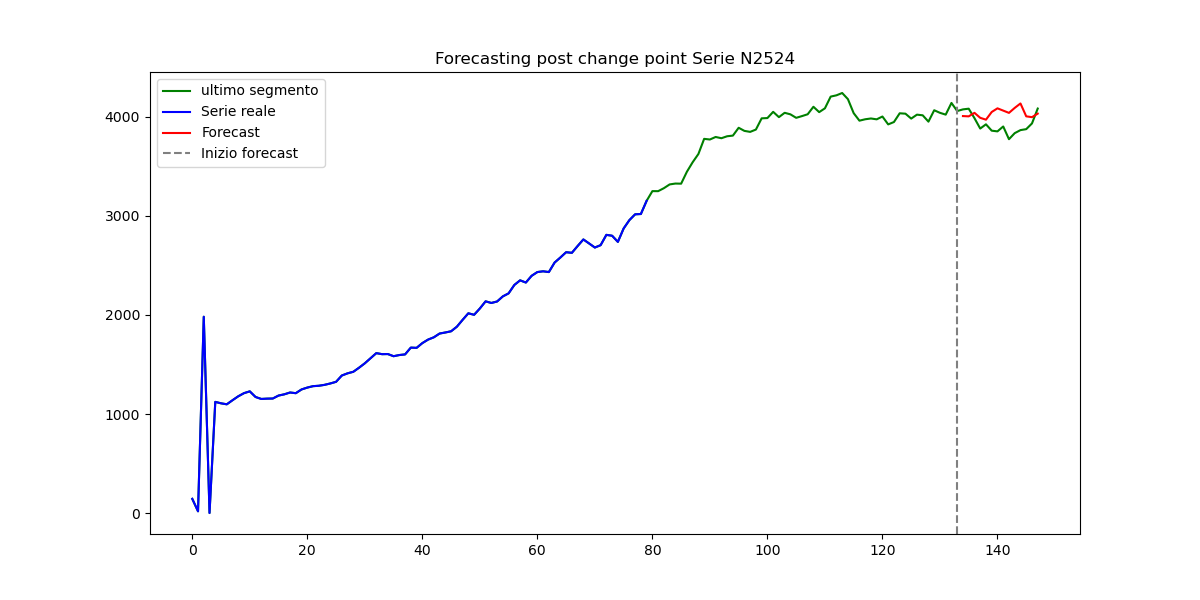 Forecasting post change point Serie N2524
ultimo segmento
Serie reale
Forecast
Inizio forecast
4000
3000
2000
1000
0
0 20 40 60 80 100 120 140